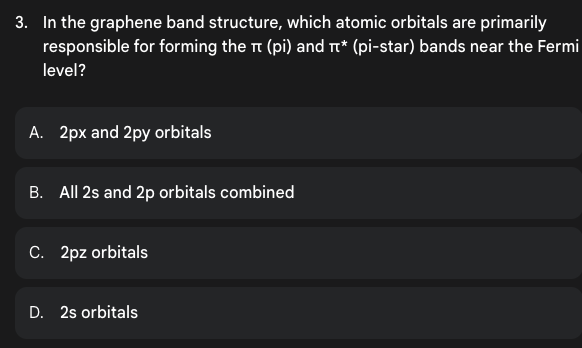 3. In the graphene band structure, which atomic orbitals are primarily
responsible for forming the π (pi) and π* (pi-star) bands near the Fermi
level?
A. 2px and 2py orbitals
B. All 2s and 2p orbitals combined
C. 2pz orbitals
D. 2s orbitals